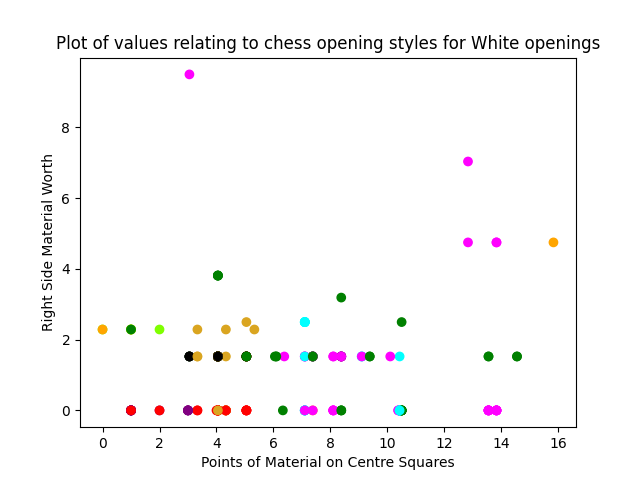 Plot of values relating to chess opening styles for White openings
Right Side Material Worth
8
6
4
2
0
0 2 4 6 8 10 12 14 16
Points of Material on Centre Squares